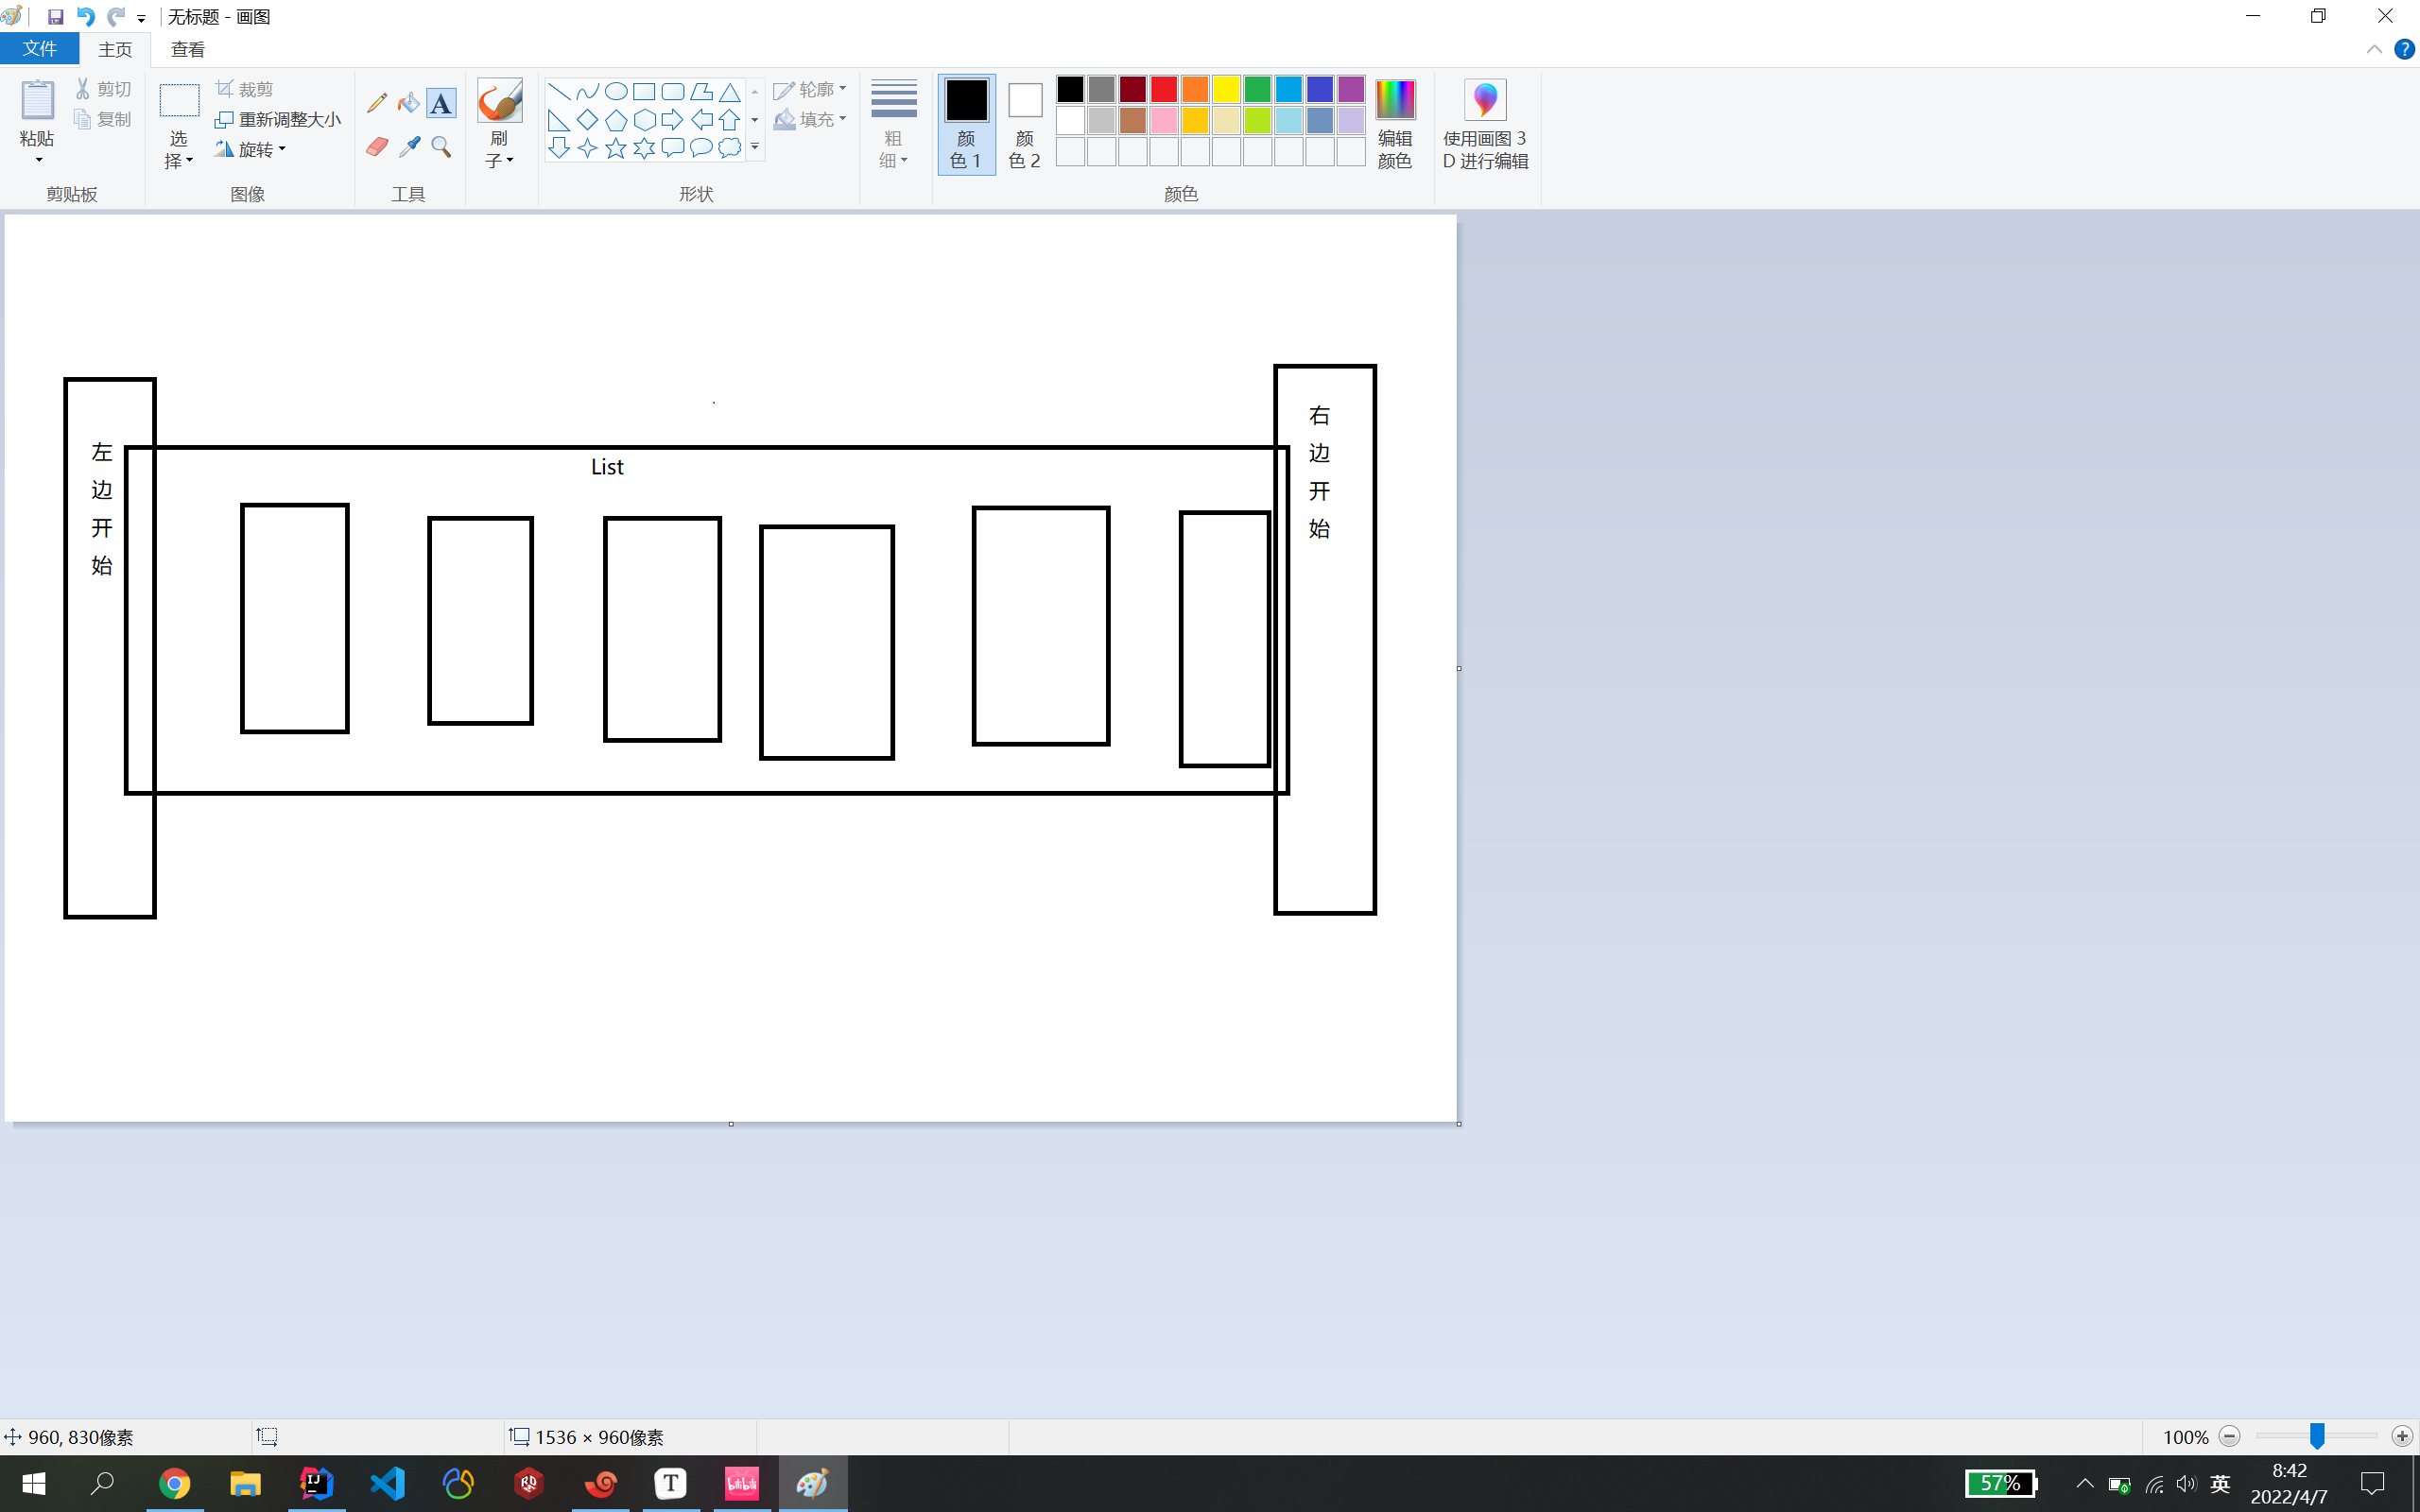 无标题 - 画图
文件 主页 查看
粘贴
剪切
复制
剪贴板
选
择
裁剪
重新调整大小
旋转
图像
A
工具
刷
子
形状
轮廓
填充
粗
细
颜
色 1
颜
色 2
颜色
编辑
颜色
使用画图 3
D 进行编辑
左
边
开
始
List
右
边
开
始
960, 830像素
1536 × 960像素
100%
IJ
RD
T
bilibili
57%
英
8:42
2022/4/7